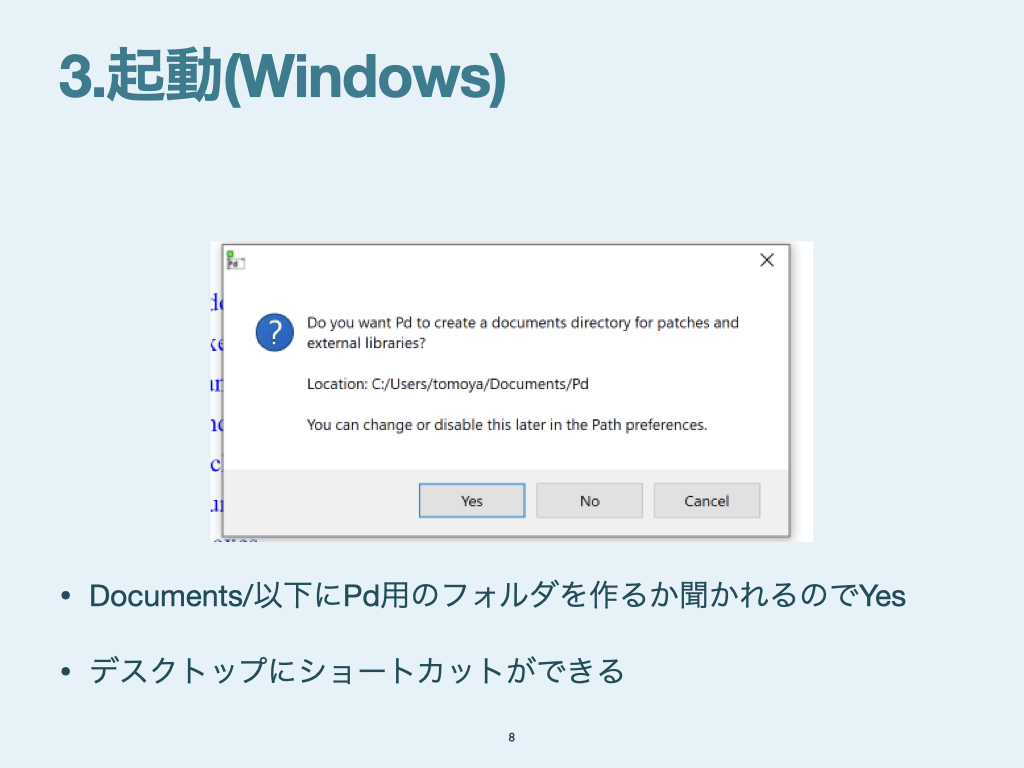 3.起動(Windows)
Pd
Do you want Pd to create a documents directory for patches and
external libraries?
Location: C:/Users/tomoya/Documents/Pd
You can change or disable this later in the Path preferences.
Yes No Cancel
• Documents/以下にPd用のフォルダを作るか聞かれるのでYes
• デスクトップにショートカットができる
8